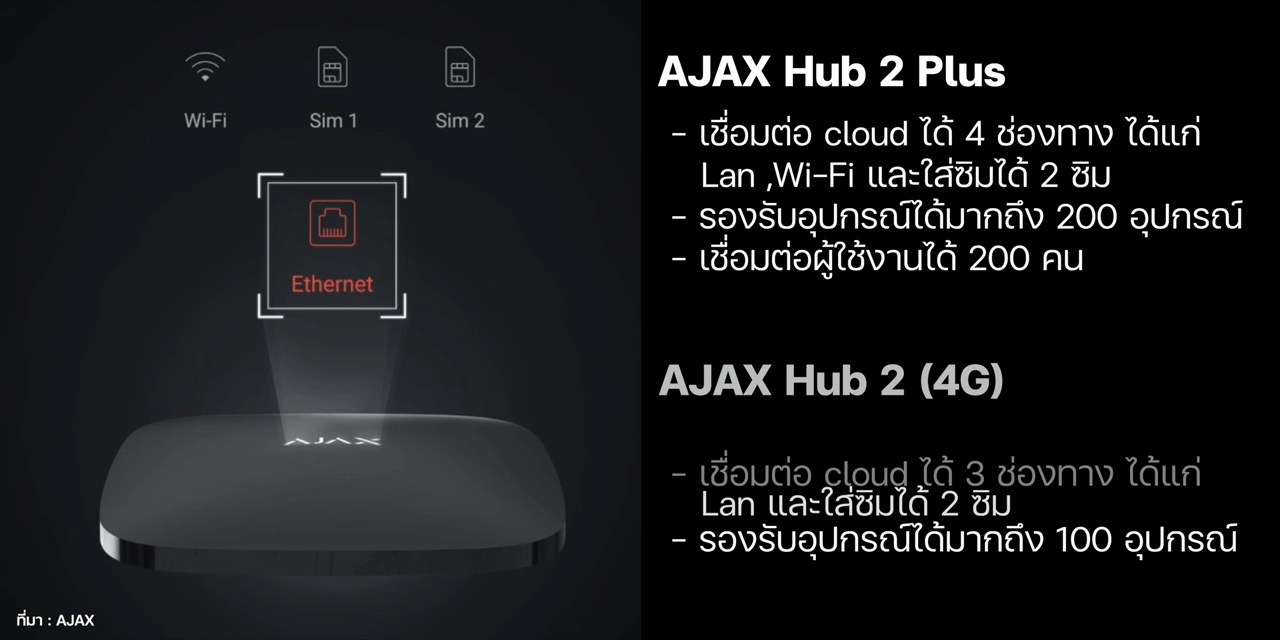 Wi-Fi
Sim 1
Sim 2
Ethernet
AJAX
ที่มา : AJAX
AJAX Hub 2 Plus
- เชื่อมต่อ cloud ได้ 4 ช่องทาง ได้แก่
Lan ,Wi-Fi และใส่ซิมได้ 2 ซิม
- รองรับอุปกรณ์ได้มากถึง 200 อุปกรณ์
- เชื่อมต่อผู้ใช้งานได้ 200 คน
AJAX Hub 2 (4G)
- เชื่อมต่อ cloud ได้ 3 ช่องทาง ได้แก่
Lan และใส่ซิมได้ 2 ซิม
- รองรับอุปกรณ์ได้มากถึง 100 อุปกรณ์